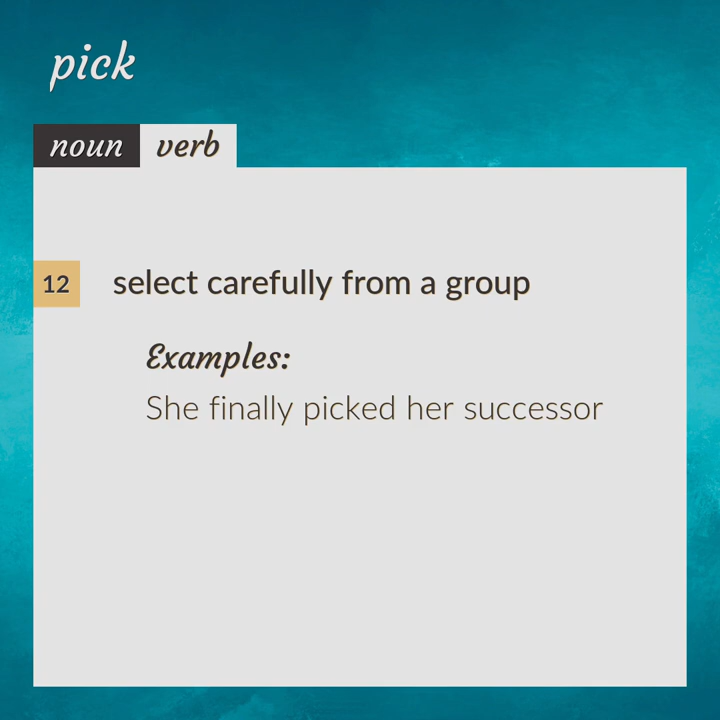 pick
noun verb
12 select carefully from a group
Examples:
She finally picked her successor